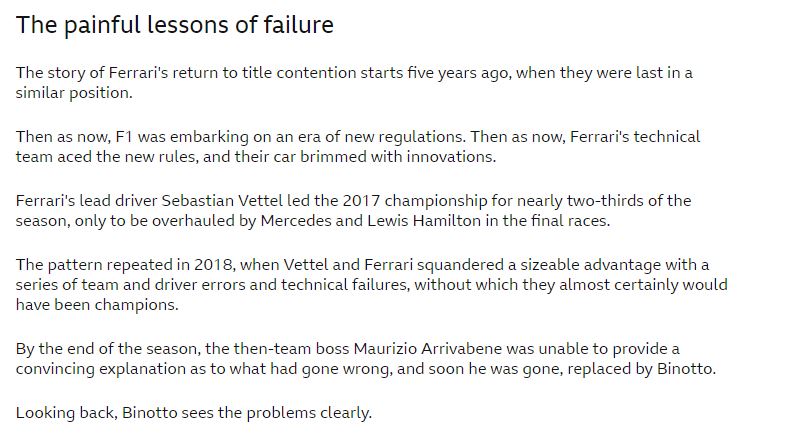 The painful lessons of failure
The story of Ferrari's return to title contention starts five years ago, when they were last in a
similar position.
Then as now, F1 was embarking on an era of new regulations. Then as now, Ferrari's technical
team aced the new rules, and their car brimmed with innovations.
Ferrari's lead driver Sebastian Vettel led the 2017 championship for nearly two-thirds of the
season, only to be overhauled by Mercedes and Lewis Hamilton in the final races.
The pattern repeated in 2018, when Vettel and Ferrari squandered a sizeable advantage with a
series of team and driver errors and technical failures, without which they almost certainly would
have been champions.
By the end of the season, the then-team boss Maurizio Arrivabene was unable to provide a
convincing explanation as to what had gone wrong, and soon he was gone, replaced by Binotto.
Looking back, Binotto sees the problems clearly.